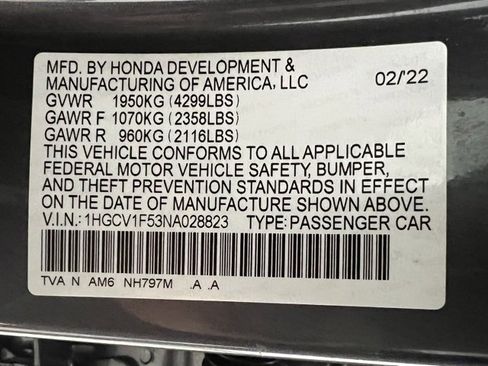 MFD. BY HONDA DEVELOPMENT &
MANUFACTURING OF AMERICA, LLC 02/'22
GVWR 1950KG (4299LBS)
GAWR F 1070KG (2358LBS)
GAWR R 960KG (2116LBS)
THIS VEHICLE CONFORMS TO ALL APPLICABLE
FEDERAL MOTOR VEHICLE SAFETY, BUMPER,
AND THEFT PREVENTION STANDARDS IN EFFECT
ON THE DATE OF MANUFACTURE SHOWN ABOVE.
V.I.N.: 1HGCV1F53NA028823 TYPE: PASSENGER CAR
TVA N AM6 NH797M .A .A